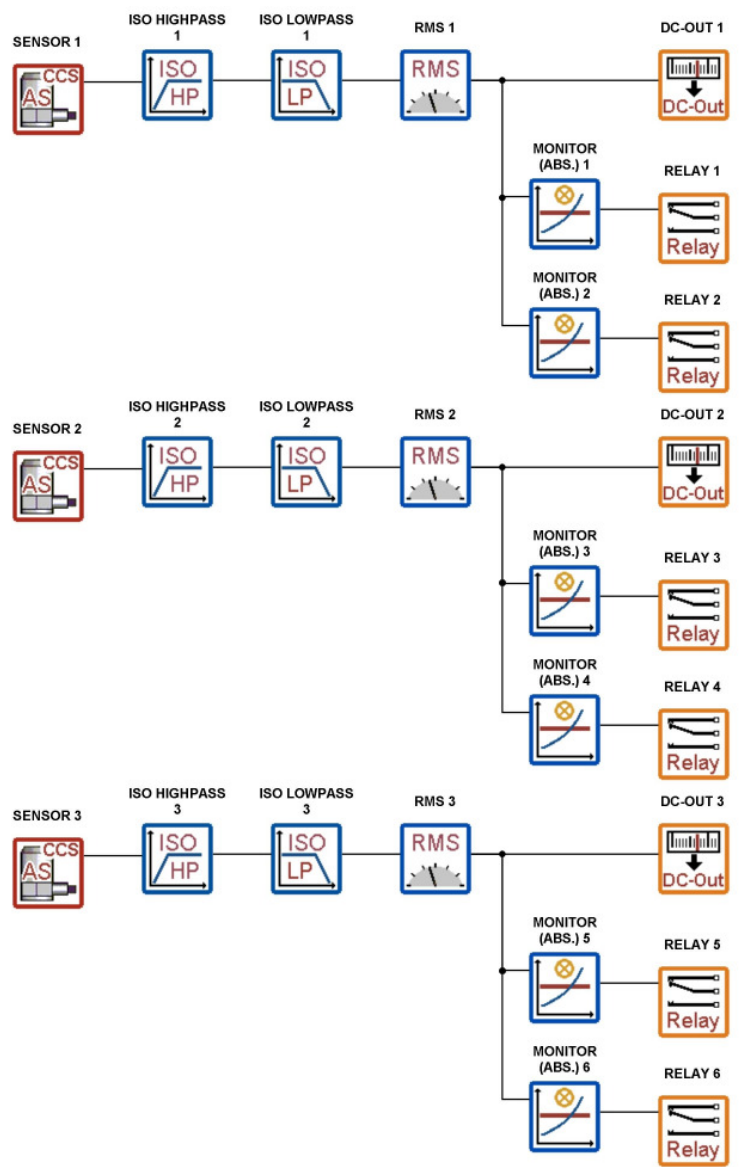 ISO HIGHPASS
1
ISO LOWPASS
1
RMS 1
DC-OUT 1
SENSOR 1
CCS
AS
ISO
HP
ISO
LP
RMS
DC-Out
MONITOR
(ABS.) 1
RELAY 1
Relay
MONITOR
(ABS.) 2
RELAY 2
Relay
ISO HIGHPASS
2
ISO LOWPASS
2
RMS 2
DC-OUT 2
SENSOR 2
CCS
AS
ISO
HP
ISO
LP
RMS
DC-Out
MONITOR
(ABS.) 3
RELAY 3
Relay
MONITOR
(ABS.) 4
RELAY 4
Relay
ISO HIGHPASS
3
ISO LOWPASS
3
RMS 3
DC-OUT 3
SENSOR 3
CCS
AS
ISO
HP
ISO
LP
RMS
DC-Out
MONITOR
(ABS.) 5
RELAY 5
Relay
MONITOR
(ABS.) 6
RELAY 6
Relay